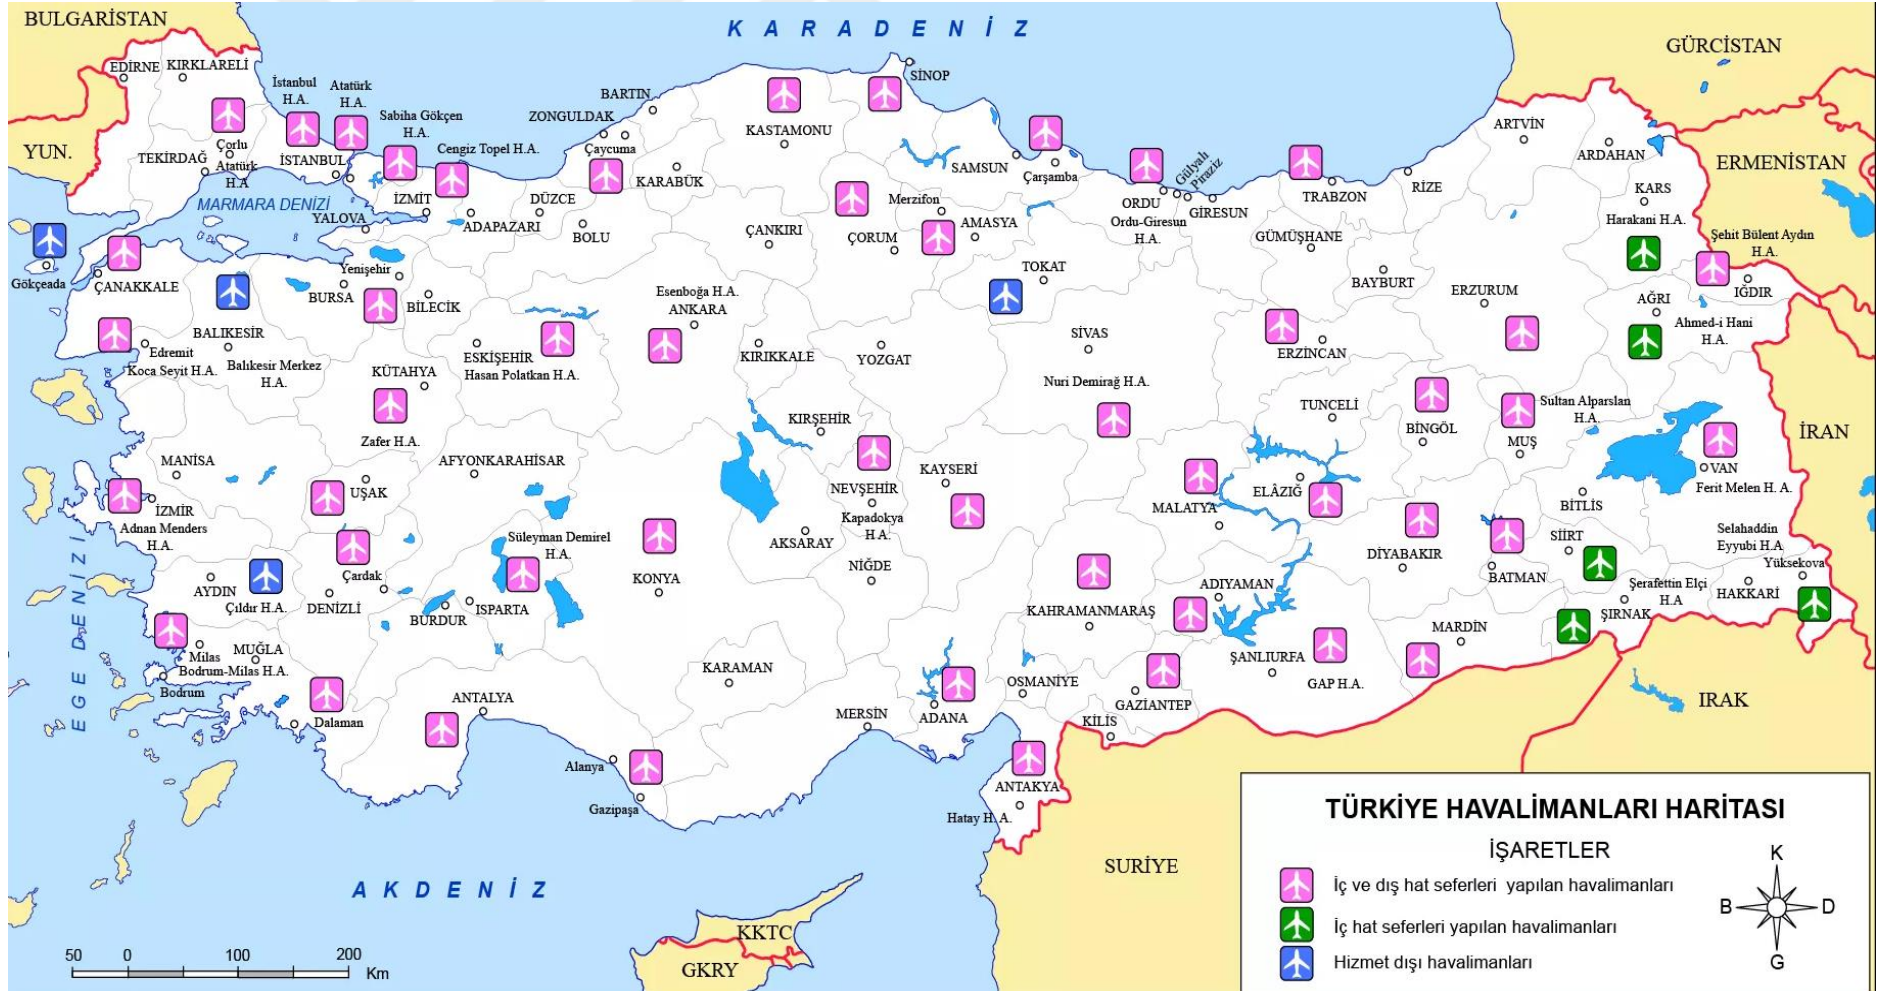 BULGARİSTAN
K A R A D E N İ Z
GÜRCİSTAN
EDİRNE
KIRKLARELİ
İstanbul
H.A.
Atatürk
H.A.
Sabiha Gökçen
H.A.
Cengiz Topel H.A.
BARTIN
ZONGULDAK
Çaycuma
KARABÜK
KASTAMONU
SİNOP
SAMSUN
Çarşamba
ORDU
Gülyalı
Piraziz
GİRESUN
Ordu-Giresun
H.A.
TRABZON
RİZE
ARTVİN
ARDAHAN
KARS
Harakani H.A.
ERMENİSTAN
Şehit Bülent Aydın
H.A.
IĞDIR
YUN.
TEKİRDAĞ
Çorlu
Atatürk
H.A
İSTANBUL
MARMARA DENİZİ
YALOVA
İZMİT
ADAPAZARI
DÜZCE
BOLU
ÇANKIRI
ÇORUM
Merzifon
AMASYA
TOKAT
GÜMÜŞHANE
BAYBURT
ERZURUM
AĞRI
Ahmed-i Hani
H.A.
Gökçeada
ÇANAKKALE
Yenişehir
BURSA
BİLECİK
Esenboğa H.A.
ANKARA
BALIKESİR
Balıkesir Merkez
H.A.
Edremit
Koca Seyit H.A.
ESKİŞEHİR
Hasan Polatkan H.A.
KIRIKKALE
YOZGAT
SİVAS
Nuri Demirağ H.A.
ERZİNCAN
KÜTAHYA
Zafer H.A.
KIRŞEHİR
TUNCELİ
BİNGÖL
MUŞ
Sultan Alparslan
H.A.
İRAN
MANİSA
UŞAK
AFYONKARAHİSAR
NEVŞEHİR
Kapadokya
H.A.
KAYSERİ
MALATYA
ELÂZIĞ
VAN
Ferit Melen H. A.
BİTLİS
İZMİR
Adnan Menders
H.A.
Süleyman Demirel
H.A.
KONYA
AKSARAY
NİĞDE
DİYABAKIR
BATMAN
SİİRT
Selahaddin
Eyyubi H.A
Yüksekova
HAKKARİ
EGE DENİZİ
AYDIN
Çıldır H.A.
Çardak
DENİZLİ
BURDUR
ISPARTA
KAHRAMANMARAŞ
ADIYAMAN
MARDİN
Şerafettin Elçi
H.A
ŞIRNAK
Milas
Bodrum-Milas H.A.
MUĞLA
Bodrum
Dalaman
ANTALYA
KARAMAN
MERSİN
ADANA
OSMANİYE
GAZİANTEP
KİLİS
ŞANLIURFA
GAP H.A.
IRAK
Alanya
Gazipaşa
ANTAKYA
Hatay H. A.
SURİYE
A K D E N İ Z
KKTC
GKRY
50 0 100 200
Km
TÜRKİYE HAVALİMANLARI HARİTASI
İŞARETLER
İç ve dış hat seferleri yapılan havalimanları
İç hat seferleri yapılan havalimanları
Hizmet dışı havalimanları
K
B D
G